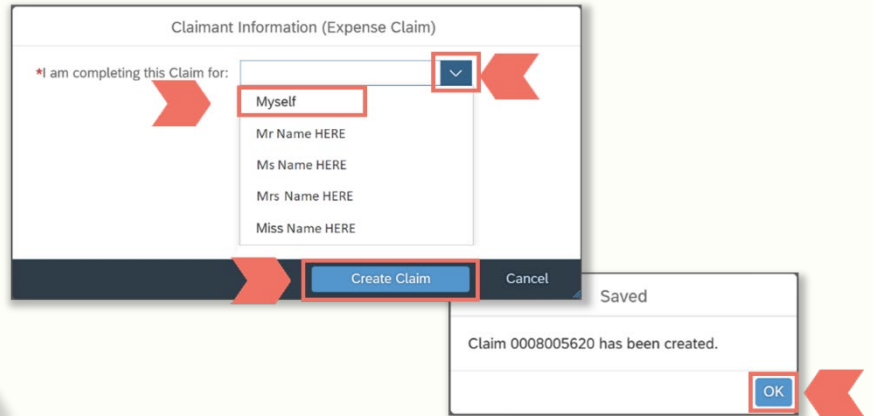 Claimant Information (Expense Claim)
*I am completing this Claim for:
Myself
Mr Name HERE
Ms Name HERE
Mrs Name HERE
Miss Name HERE
Create Claim Cancel
Saved
Claim 0008005620 has been created.
OK